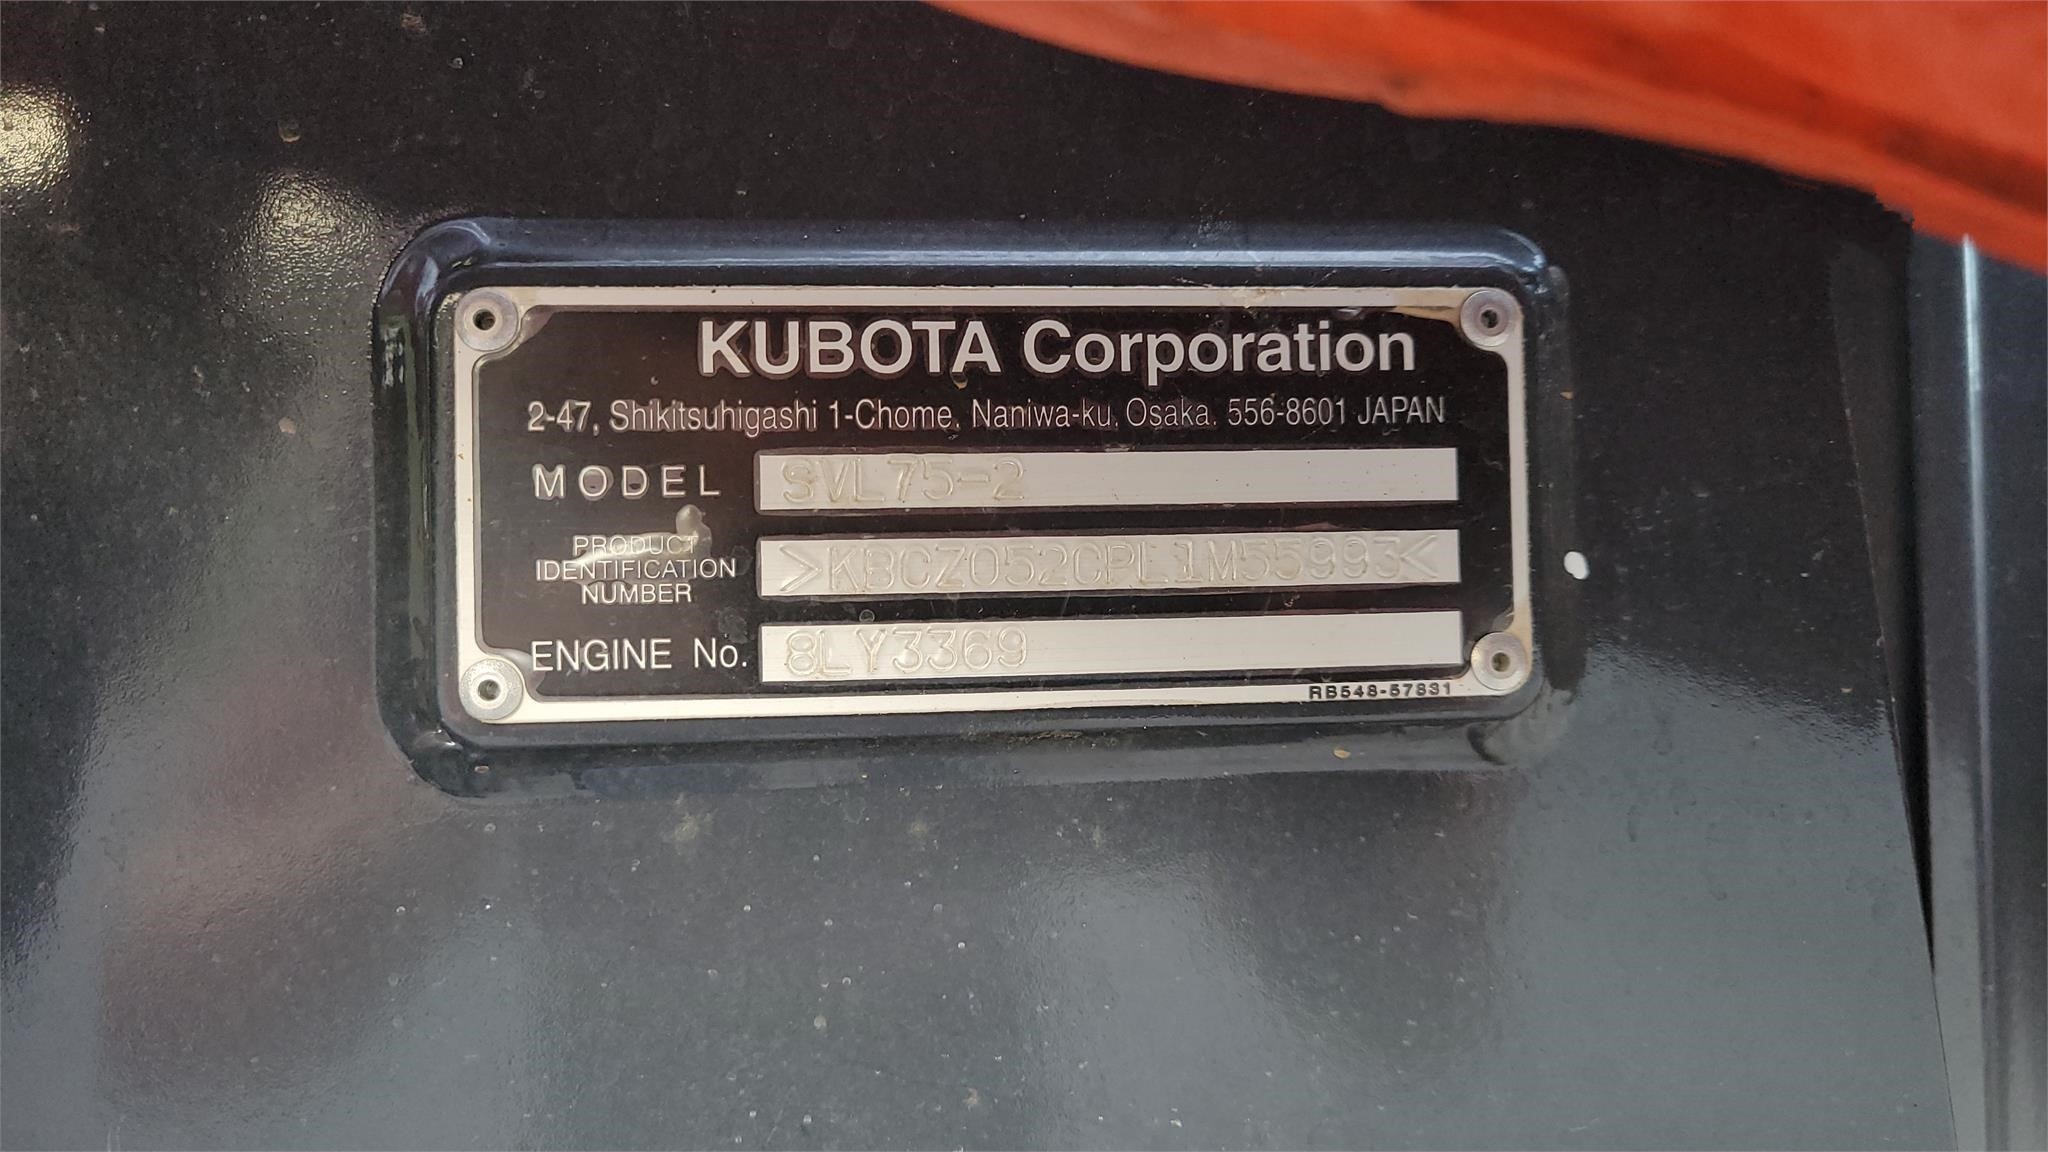 KUBOTA Corporation
2-47, Shikitsuhigashi 1-Chome, Naniwa-ku, Osaka. 556-8601 JAPAN
MODEL SVL75-2
PRODUCT IDENTIFICATION NUMBER >KBCZ052CPL1M55993<
ENGINE No. 8LY3369
RB548-57831